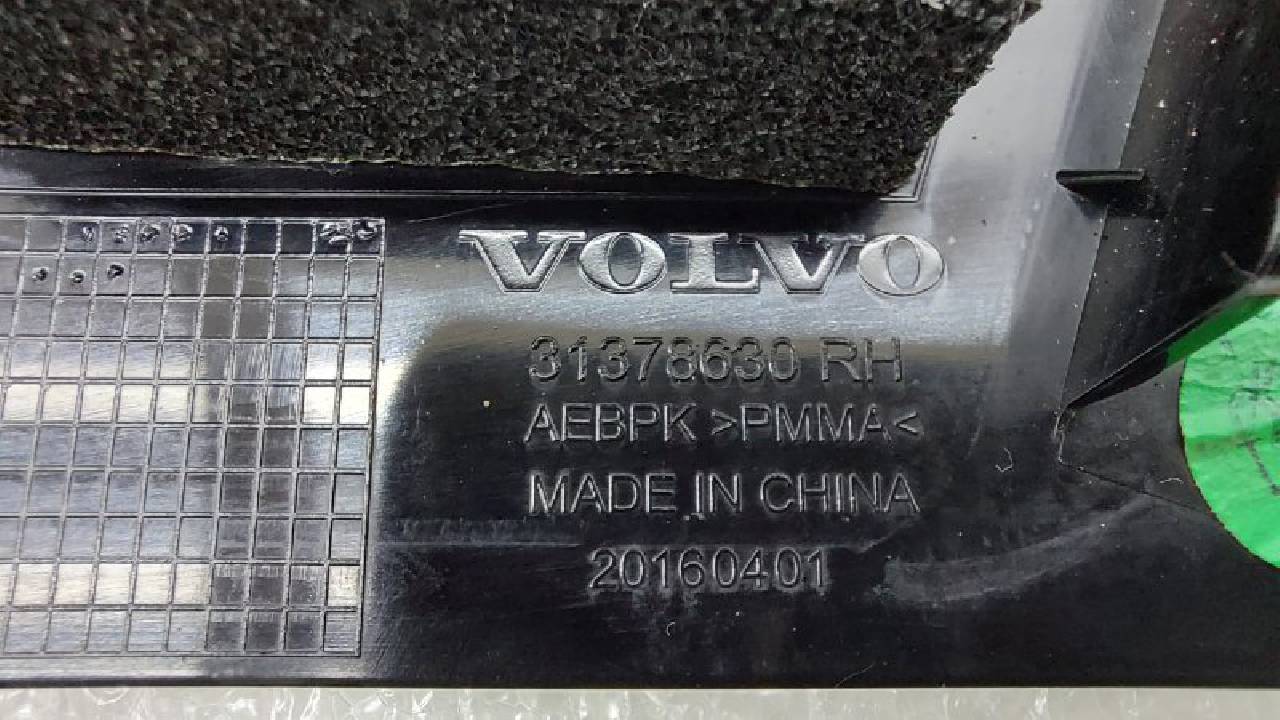 VOLVO
31378630 RH
AEBPK >PMMA<
MADE IN CHINA
20160401